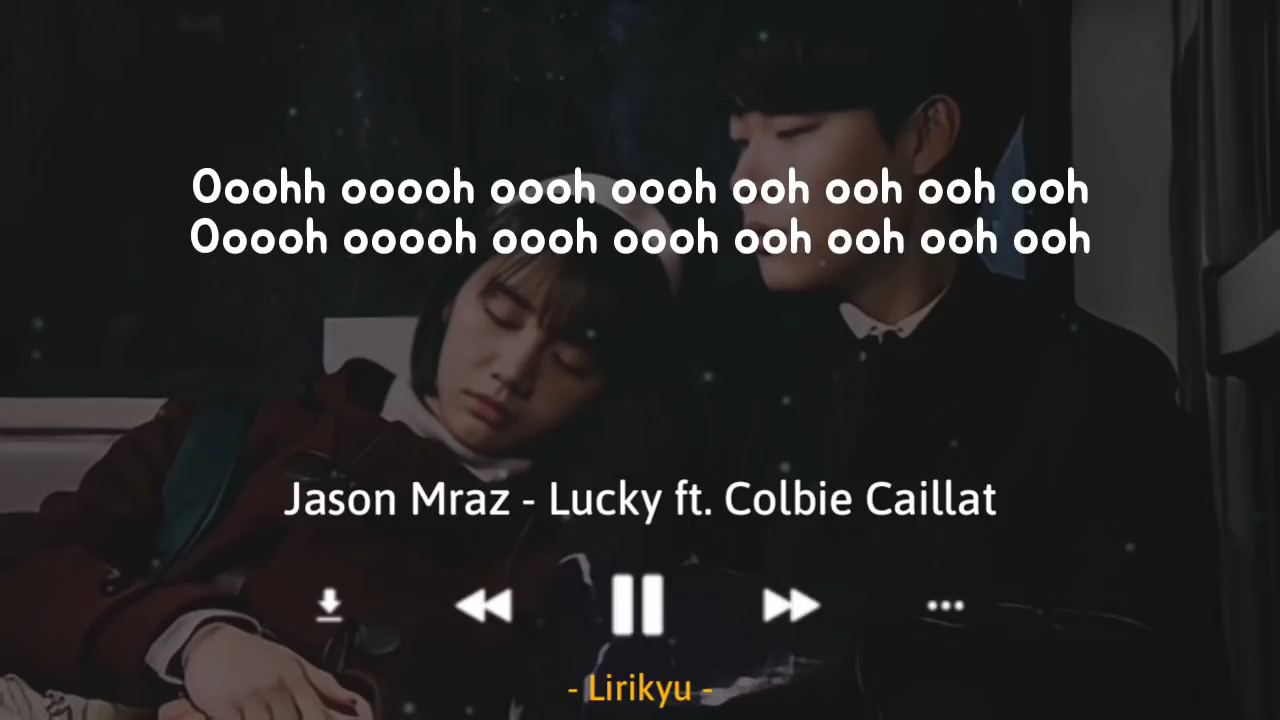 Ooohh ooooh oooh oooh ooh ooh ooh ooh
Ooooh ooooh oooh oooh ooh ooh ooh ooh
Jason Mraz - Lucky ft. Colbie Caillat
- Lirikyu -